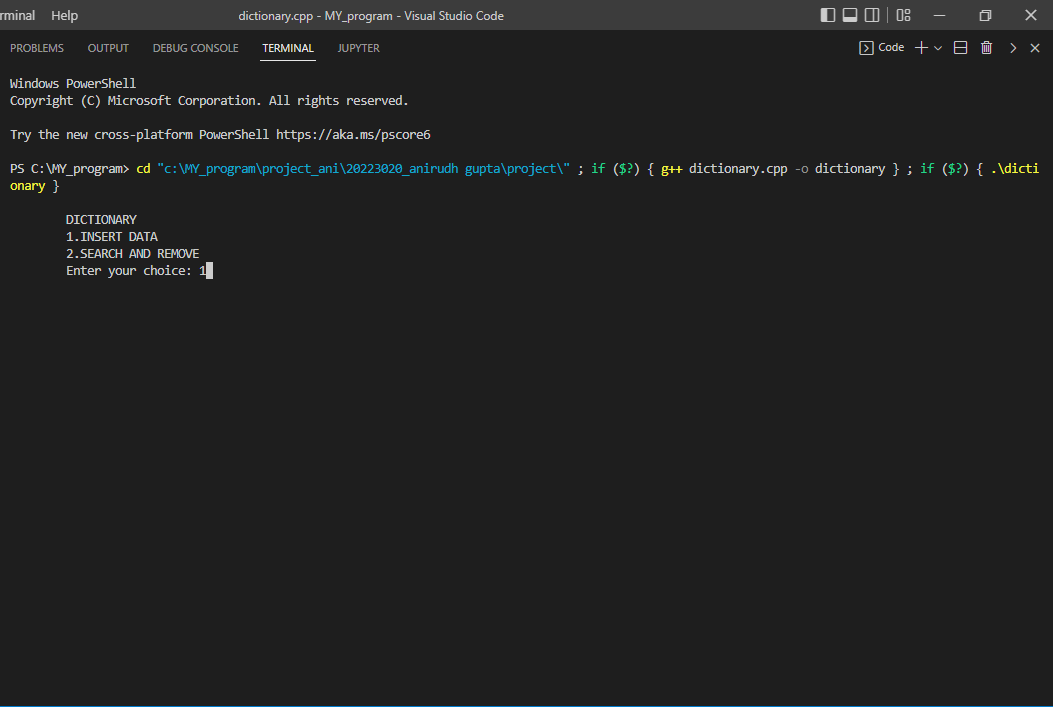 rminal Help dictionary.cpp - MY_program - Visual Studio Code
PROBLEMS OUTPUT DEBUG CONSOLE TERMINAL JUPYTER Code
Windows PowerShell
Copyright (C) Microsoft Corporation. All rights reserved.
Try the new cross-platform PowerShell https://aka.ms/pscore6
PS C:\MY_program> cd "c:\MY_program\project_ani\20223020_anirudh gupta\project\" ; if ($?) { g++ dictionary.cpp -o dictionary } ; if ($?) { .\dicti
onary }
DICTIONARY
1.INSERT DATA
2.SEARCH AND REMOVE
Enter your choice: 1